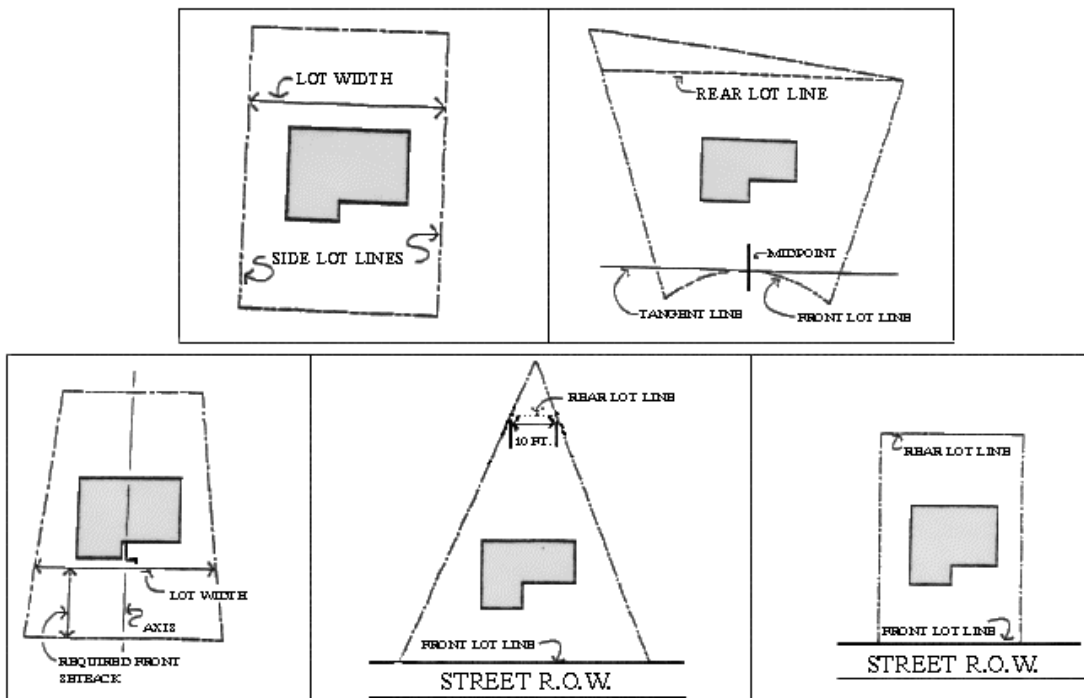 LOT WIDTH
SIDE LOT LINES
REAR LOT LINE
MIDPOINT
TANGENT LINE
FRONT LOT LINE
LOT WIDTH
AXIS
REQUIRED FRONT
SETBACK
REAR LOT LINE
10 FT.
FRONT LOT LINE
STREET R.O.W.
REAR LOT LINE
FRONT LOT LINE
STREET R.O.W.